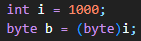 int i = 1000;
byte b = (byte)i;